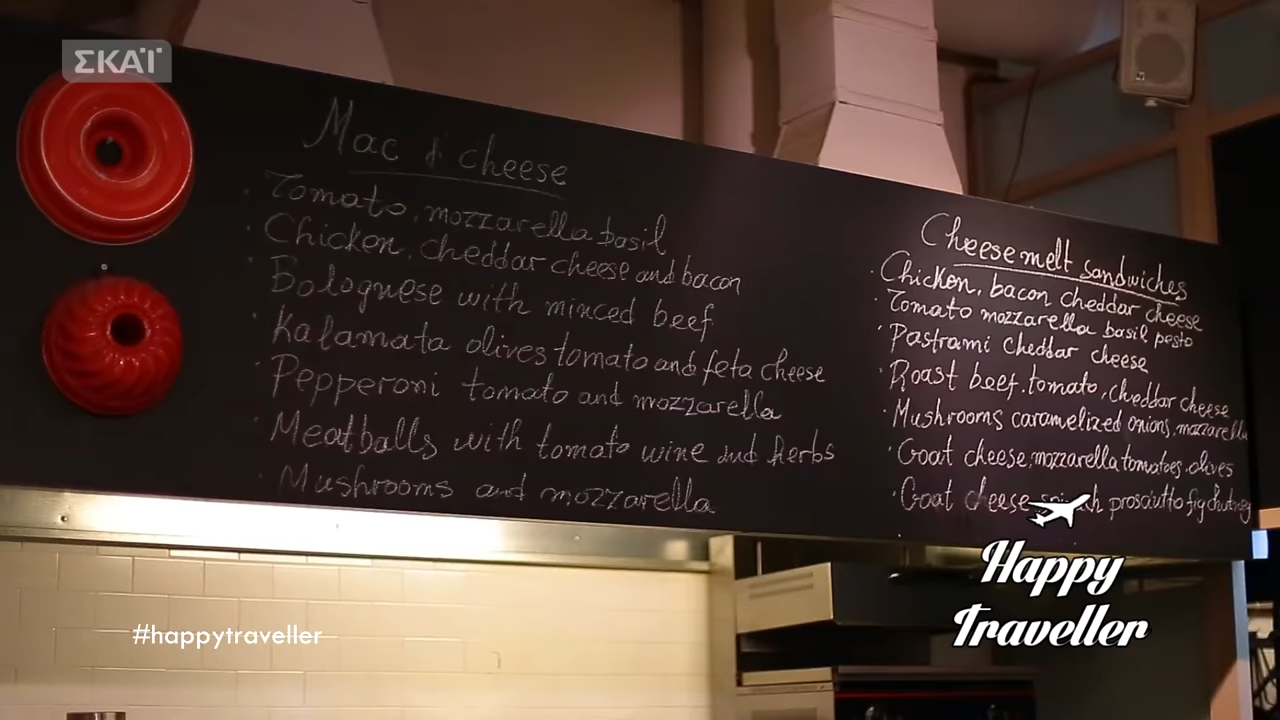 ΣΚΑΪ
Mac & cheese
Tomato, mozzarella basil
Chicken, cheddar cheese and bacon
Bolognese with minced beef
Kalamata olives tomato and feta cheese
Pepperoni tomato and mozzarella
Meatballs with tomato wine and herbs
Mushrooms and mozzarella
Cheesemelt sandwiches
Chicken, bacon cheddar cheese
Tomato mozzarella basil pesto
Pastrami cheddar cheese
Roast beef, tomato, cheddar cheese
Mushrooms caramelized onions, mozzarella
Goat cheese, mozzarella tomatoes, olives
Goat cheese prosciutto fig chutney
Happy
Traveller
#happytraveller